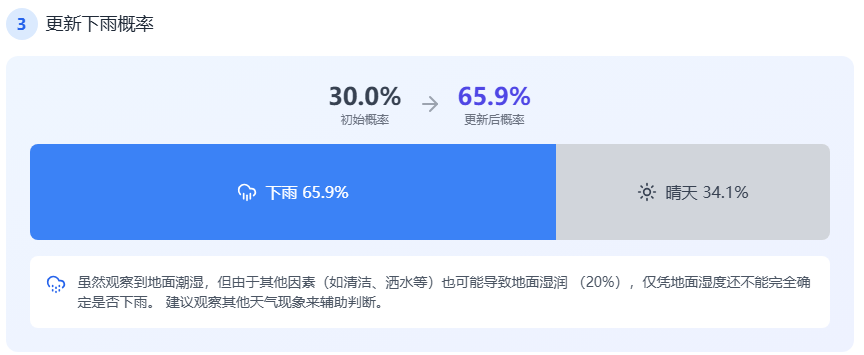 3 更新下雨概率
30.0% → 65.9%
初始概率 更新后概率
下雨 65.9% 晴天 34.1%
虽然观察到地面潮湿，但由于其他因素（如清洁、洒水等）也可能导致地面湿润 （20%），仅凭地面湿度还不能完全确
定是否下雨。 建议观察其他天气现象来辅助判断。